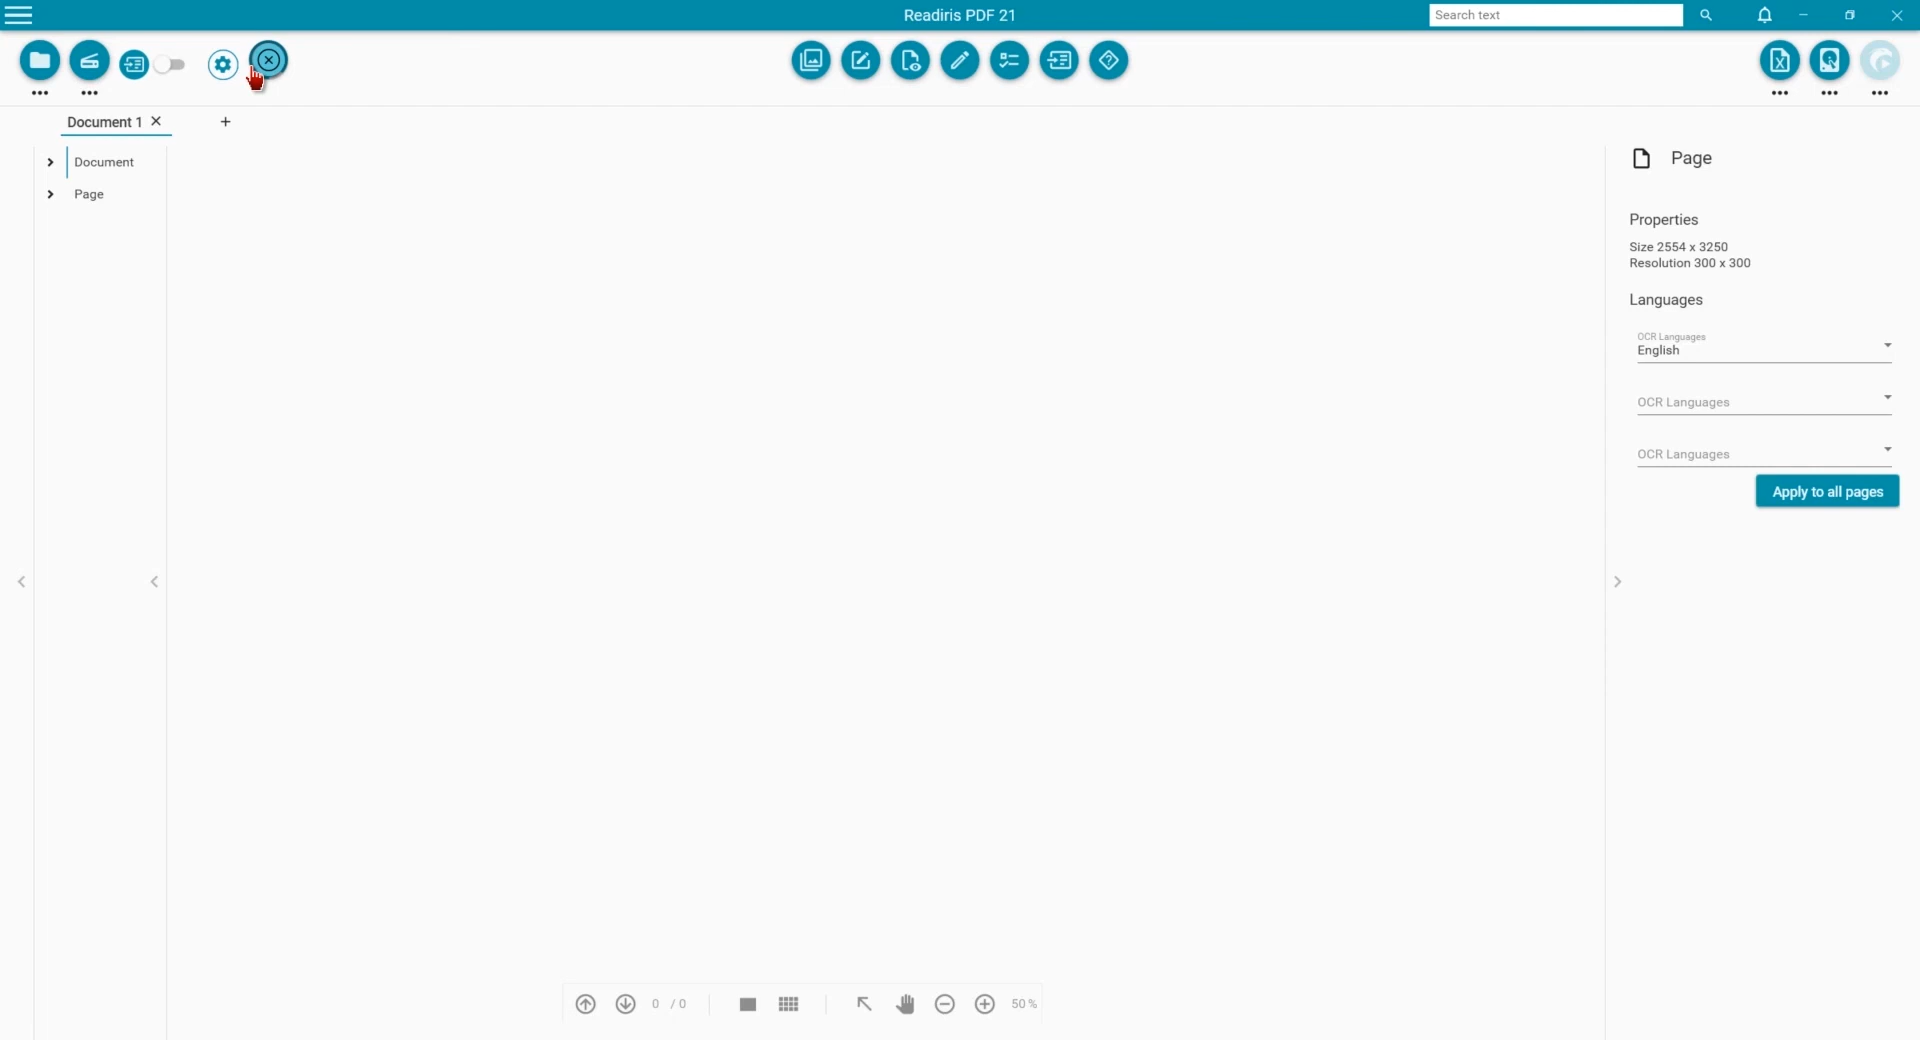 Readiris PDF 21
Search text
Document 1
Document
Page
Page
Properties
Size 2554 x 3250
Resolution 300 x 300
Languages
OCR Languages
English
OCR Languages
OCR Languages
Apply to all pages
0 / 0
50 %